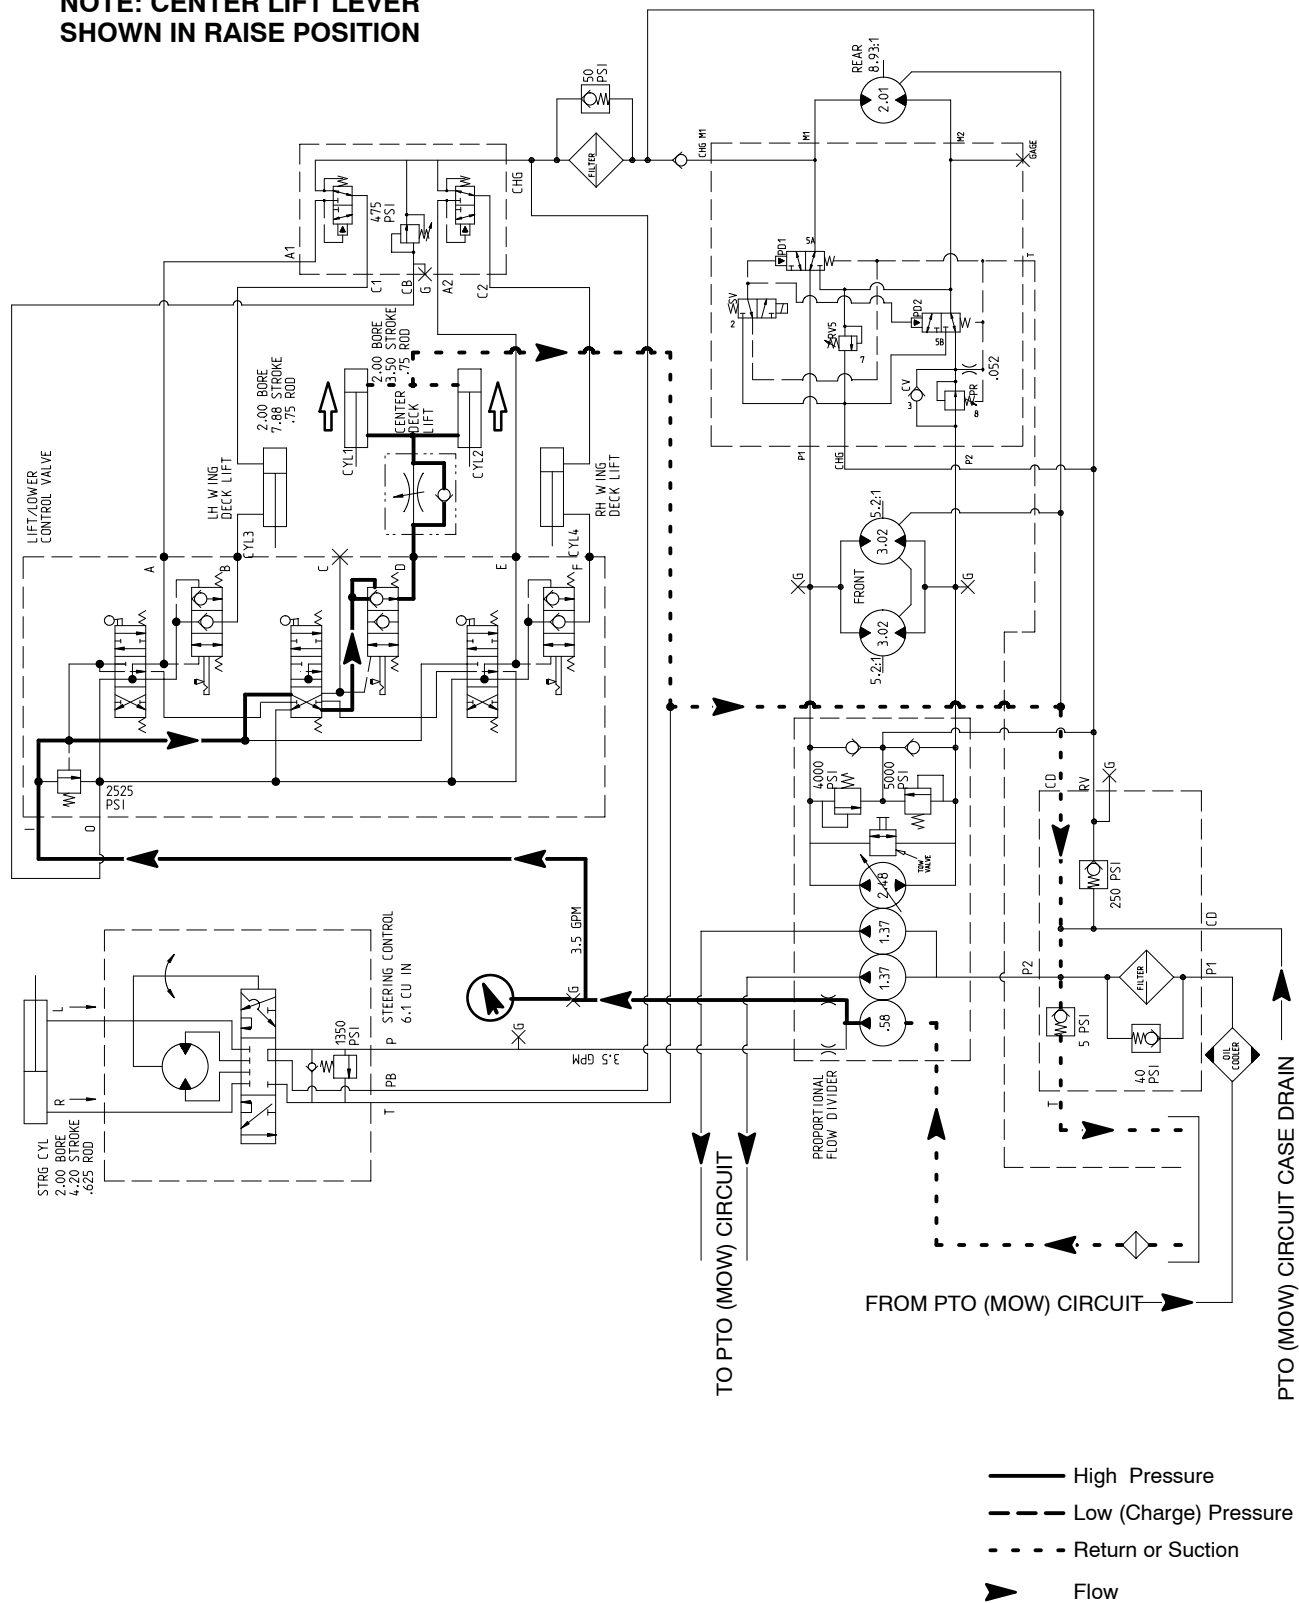 NOTE: CENTER LIFT LEVER
SHOWN IN RAISE POSITION
50
PSI
FILTER
CHG
CHG M1
REAR
8.93:1
2.01
M1
M2
GAGE
475
PSI
A1
C1
CB
G
A2
C2
PD1
5A
T
SV
2
RV5
7
PD2
5B
CV
3
.052
PR
8
P1
CHG
P2
2.00 BORE
3.50 STROKE
.75 ROD
2.00 BORE
7.88 STROKE
.75 ROD
CENTER
DECK
LIFT
CYL1
CYL2
LIFT/LOWER
CONTROL VALVE
LH WING
DECK LIFT
CYL3
RH WING
DECK LIFT
CYL4
A
B
C
D
E
F
5.2:1
3.02
G
FRONT
G
3.02
5.2:1
2525
PSI
I
O
4000
PSI
5000
PSI
TOW
VALVE
CD
RV
G
250 PSI
2.48
1.37
1.37
.58
3.5 GPM
G
G
3.5 GPM
STEERING CONTROL
6.1 CU IN
1350
PSI
P
PB
T
L
R
STRG CYL
2.00 BORE
4.20 STROKE
.625 ROD
PROPORTIONAL
FLOW DIVIDER
P2
CD
P1
FILTER
5 PSI
40
PSI
OIL
COOLER
T
TO PTO (MOW) CIRCUIT
FROM PTO (MOW) CIRCUIT
PTO (MOW) CIRCUIT CASE DRAIN
High Pressure
Low (Charge) Pressure
Return or Suction
Flow